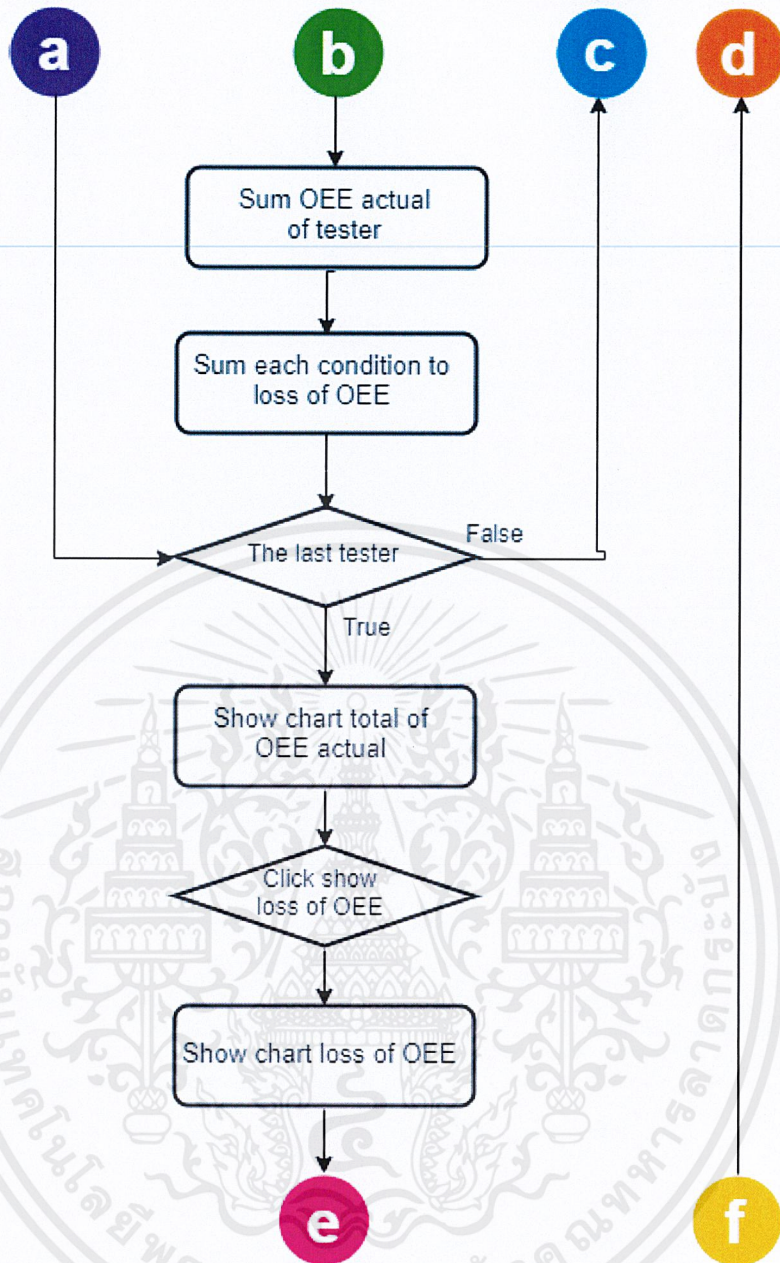 a
b
c
d
Sum OEE actual
of tester
Sum each condition to
loss of OEE
The last tester
False
True
Show chart total of
OEE actual
Click show
loss of OEE
Show chart loss of OEE
e
f